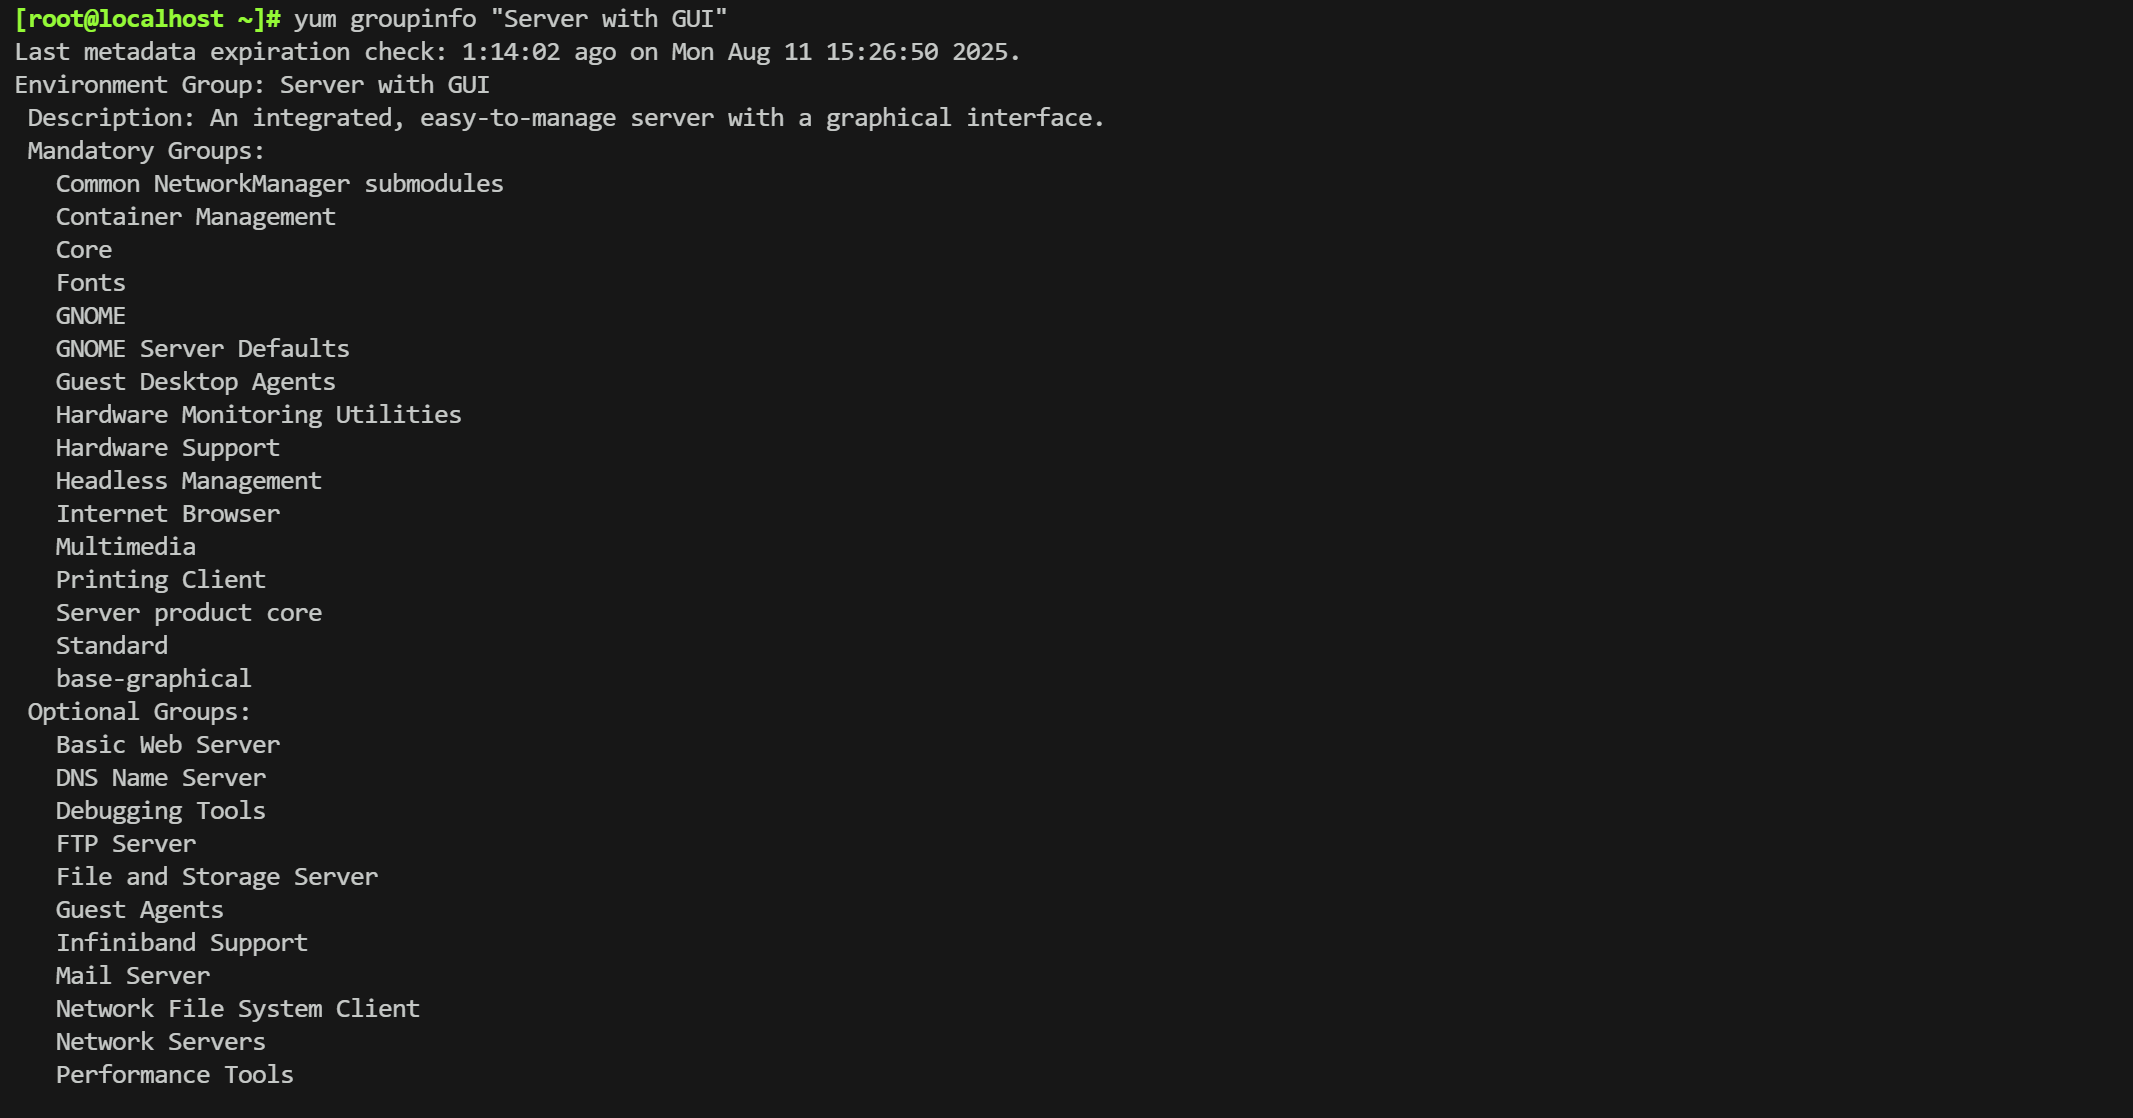 [root@localhost ~]# yum groupinfo "Server with GUI"
Last metadata expiration check: 1:14:02 ago on Mon Aug 11 15:26:50 2025.
Environment Group: Server with GUI
 Description: An integrated, easy-to-manage server with a graphical interface.
 Mandatory Groups:
   Common NetworkManager submodules
   Container Management
   Core
   Fonts
   GNOME
   GNOME Server Defaults
   Guest Desktop Agents
   Hardware Monitoring Utilities
   Hardware Support
   Headless Management
   Internet Browser
   Multimedia
   Printing Client
   Server product core
   Standard
   base-graphical
 Optional Groups:
   Basic Web Server
   DNS Name Server
   Debugging Tools
   FTP Server
   File and Storage Server
   Guest Agents
   Infiniband Support
   Mail Server
   Network File System Client
   Network Servers
   Performance Tools